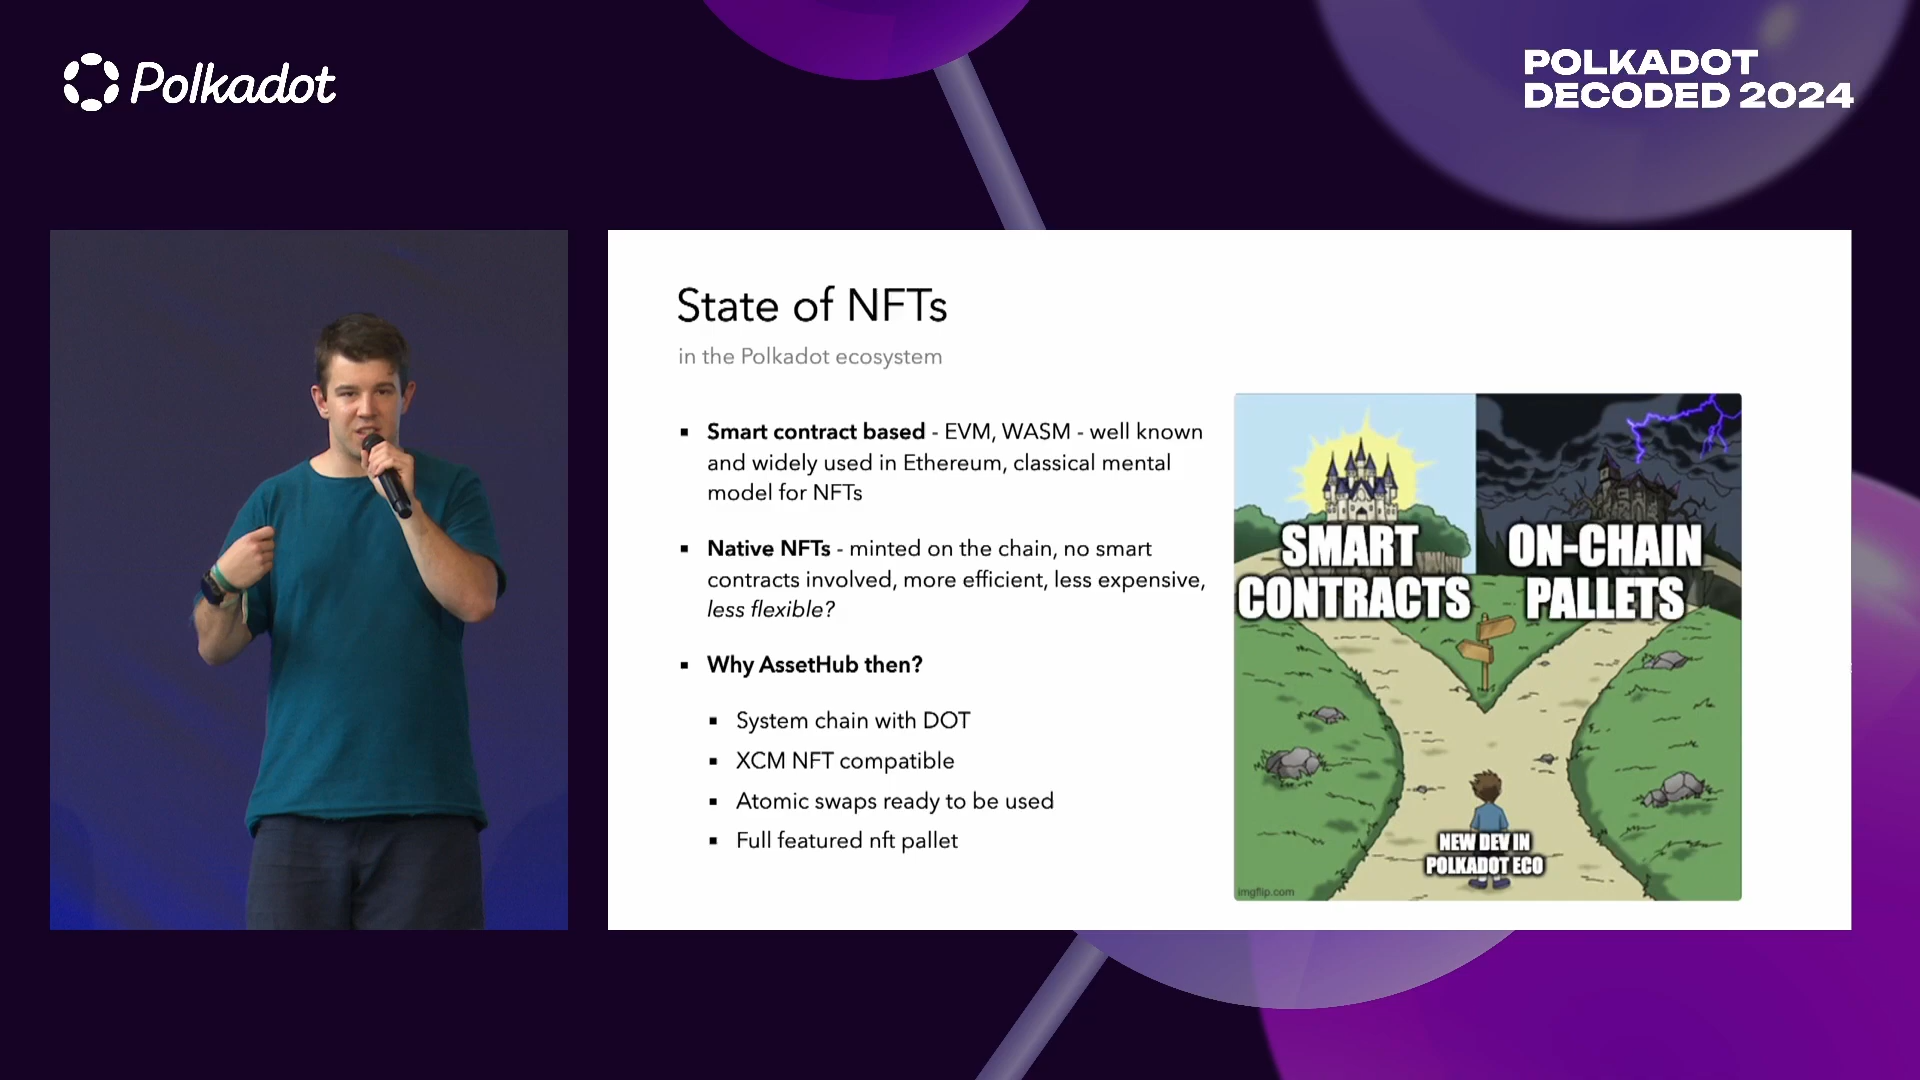 Polkadot
POLKADOT
DECODED 2024
State of NFTs
in the Polkadot ecosystem
▪ Smart contract based - EVM, WASM - well known
and widely used in Ethereum, classical mental
model for NFTs
▪ Native NFTs - minted on the chain, no smart
contracts involved, more efficient, less expensive,
less flexible?
▪ Why AssetHub then?
▪ System chain with DOT
▪ XCM NFT compatible
▪ Atomic swaps ready to be used
▪ Full featured nft pallet
SMART
CONTRACTS
ON-CHAIN
PALLETS
NEW DEV IN
POLKADOT ECO
imgflip.com